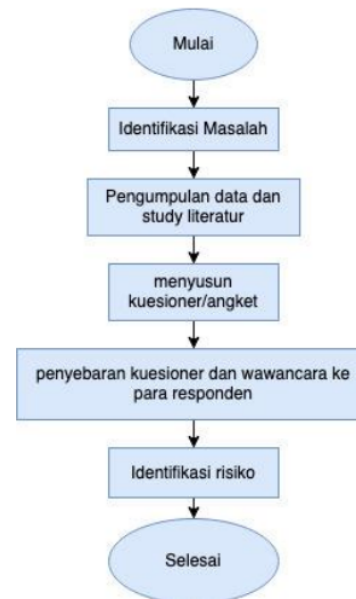 Mulai
Identifikasi Masalah
Pengumpulan data dan
study literatur
menyusun
kuesioner/angket
penyebaran kuesioner dan wawancara ke
para responden
Identifikasi risiko
Selesai